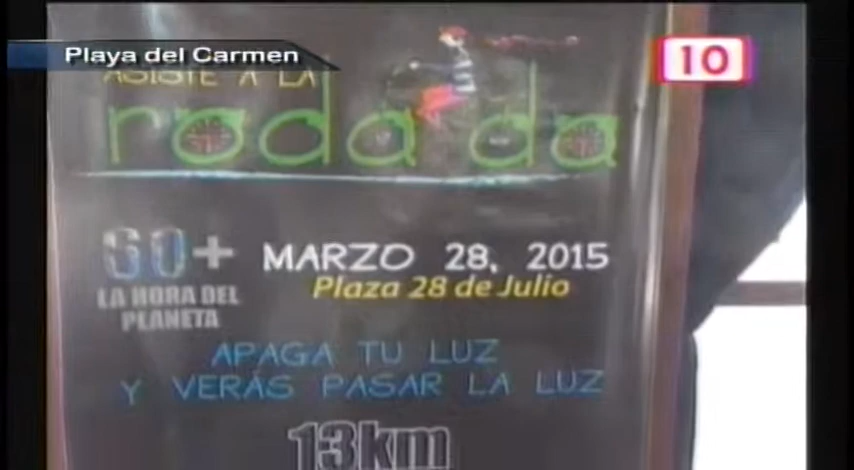 Playa del Carmen
10
ASISTE A LA
rodada
60+
LA HORA DEL
PLANETA
MARZO 28, 2015
Plaza 28 de Julio
APAGA TU LUZ
Y VERÁS PASAR LA LUZ
13km